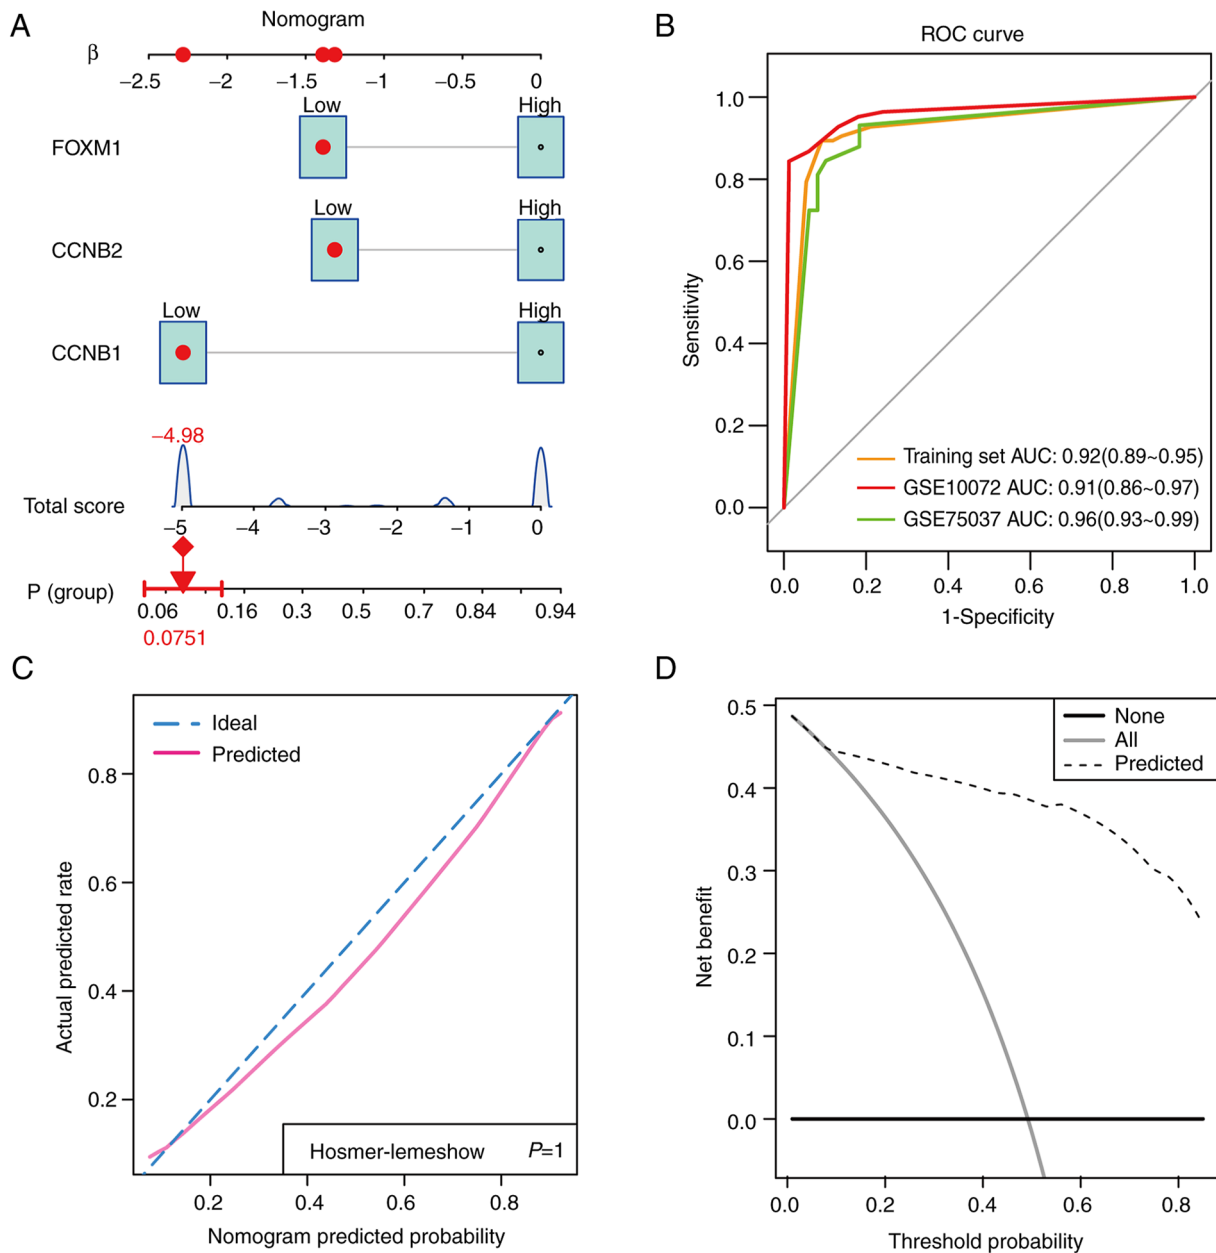 A
Nomogram
β
−2.5 −2 −1.5 −1 −0.5 0
Low High
FOXM1
Low High
CCNB2
Low High
CCNB1
−4.98
Total score
-5 −4 −3 −2 −1 0
P (group)
0.06 0.16 0.3 0.5 0.7 0.84 0.94
0.0751
B
ROC curve
1.0
0.8
0.6
0.4
0.2
0.0
Sensitivity
Training set AUC: 0.92(0.89~0.95)
GSE10072 AUC: 0.91(0.86~0.97)
GSE75037 AUC: 0.96(0.93~0.99)
0.0 0.2 0.4 0.6 0.8 1.0
1-Specificity
C
Ideal
Predicted
0.8
0.6
0.4
0.2
Actual predicted rate
Hosmer-lemeshow P=1
0.2 0.4 0.6 0.8
Nomogram predicted probability
D
None
All
Predicted
0.5
0.4
0.3
0.2
0.1
0.0
Net benefit
0.0 0.2 0.4 0.6 0.8
Threshold probability